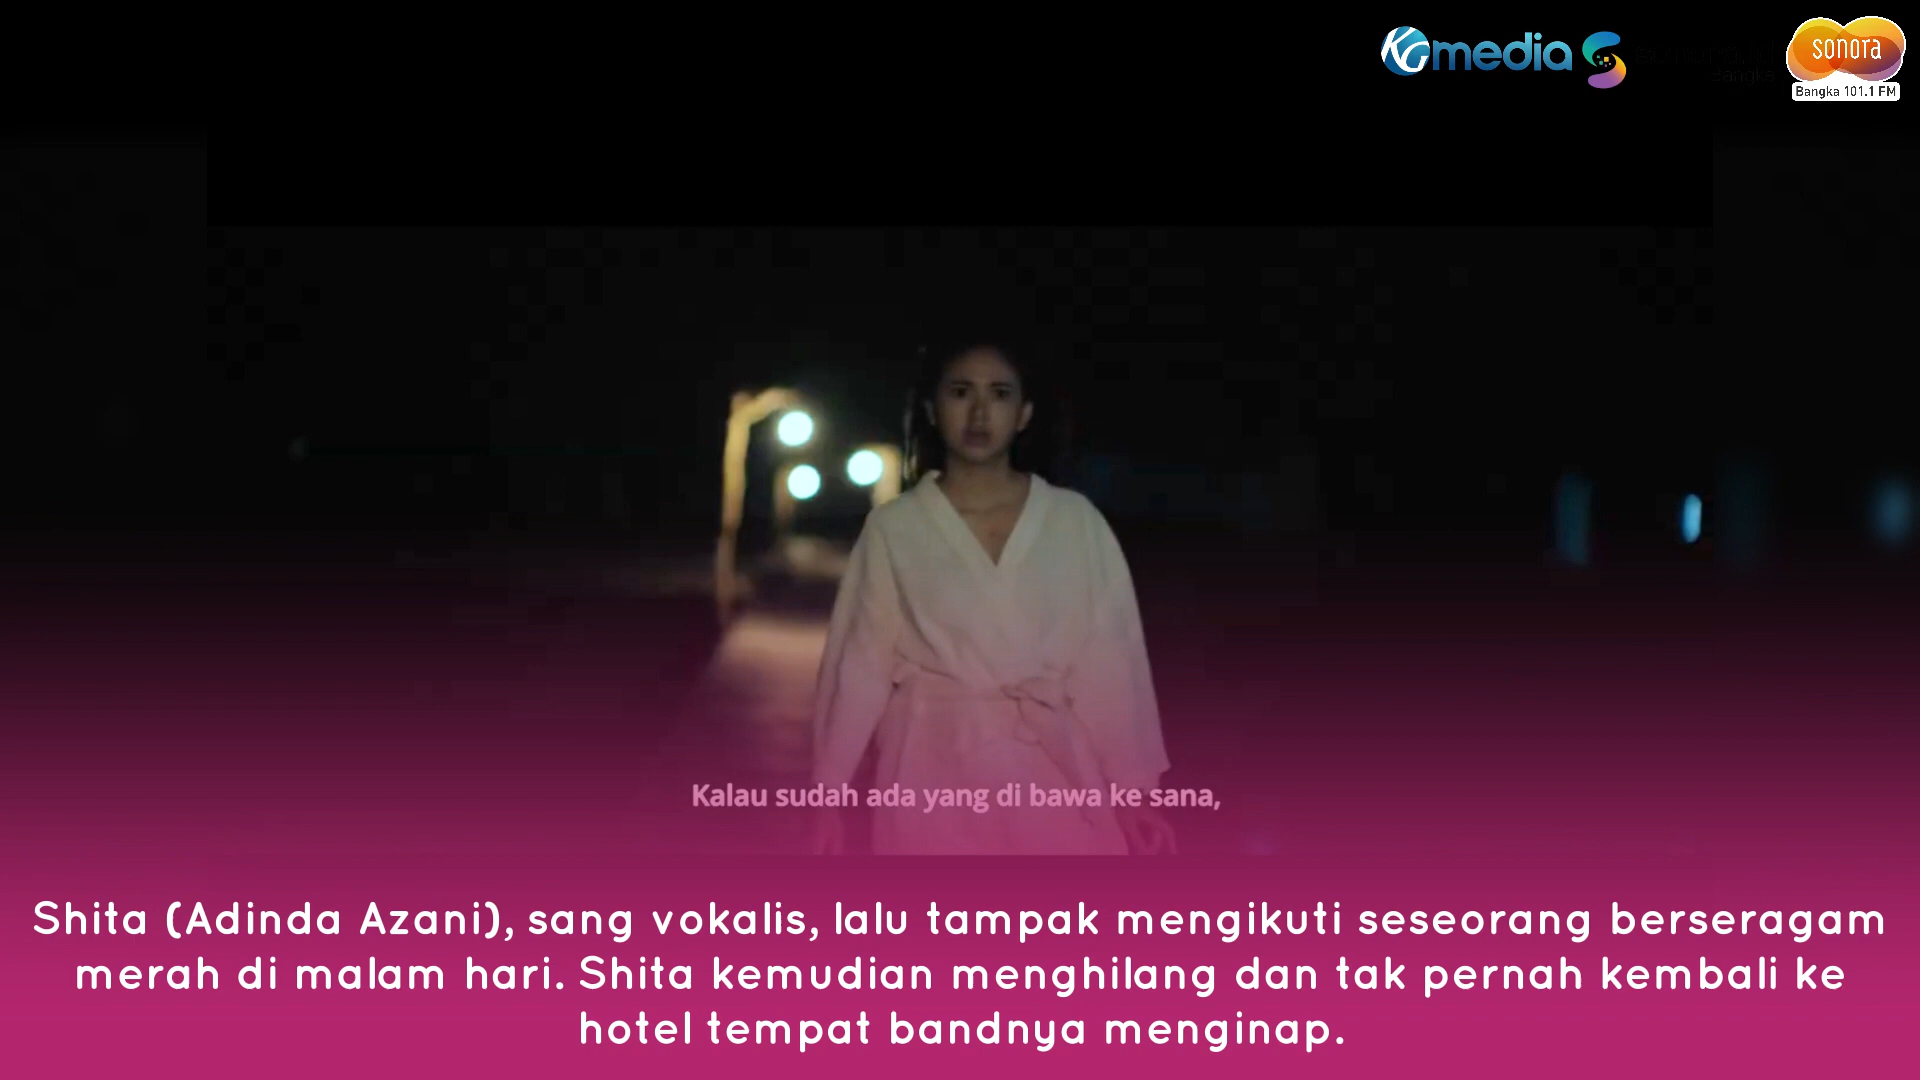 KG media
sonora
Bangka 101.1 FM
Kalau sudah ada yang di bawa ke sana,
Shita (Adinda Azani), sang vokalis, lalu tampak mengikuti seseorang berseragam
merah di malam hari. Shita kemudian menghilang dan tak pernah kembali ke
hotel tempat bandnya menginap.